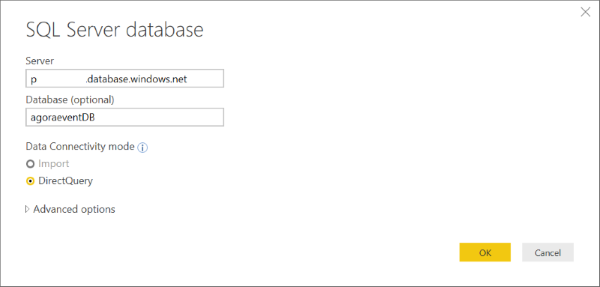 SQL Server database
Server
p .database.windows.net
Database (optional)
agoraeventDB
Data Connectivity mode
Import
DirectQuery
Advanced options
OK Cancel